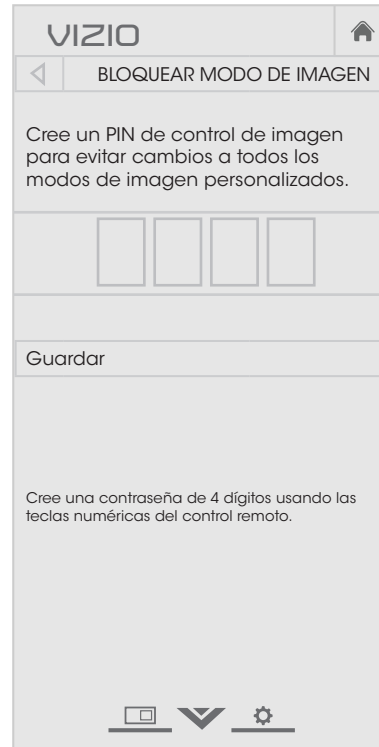 VIZIO
BLOQUEAR MODO DE IMAGEN
Cree un PIN de control de imagen
para evitar cambios a todos los
modos de imagen personalizados.
Guardar
Cree una contraseña de 4 dígitos usando las
teclas numéricas del control remoto.